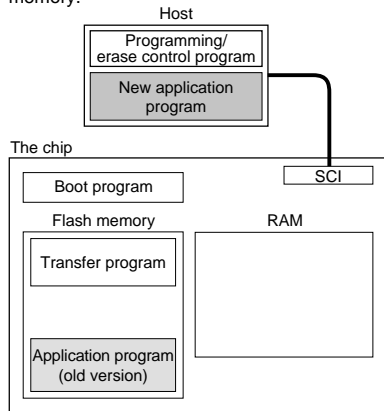 memory.
Host
Programming/
erase control program
New application
program
The chip
SCI
Boot program
Flash memory
RAM
Transfer program
Application program
(old version)